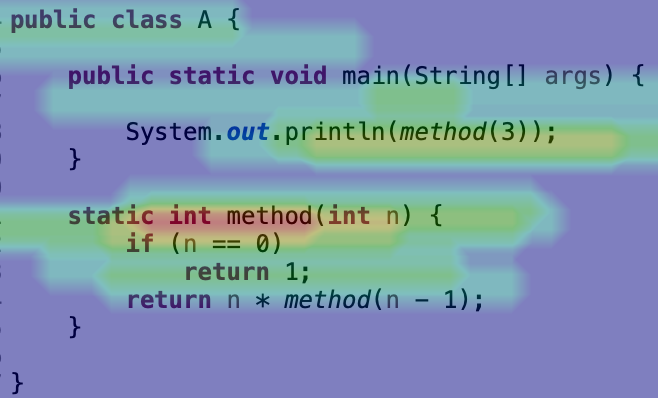 public class A {
public static void main(String[] args) {
System.out.println(method(3));
}
static int method(int n) {
if (n == 0)
return 1;
return n * method(n - 1);
}
}